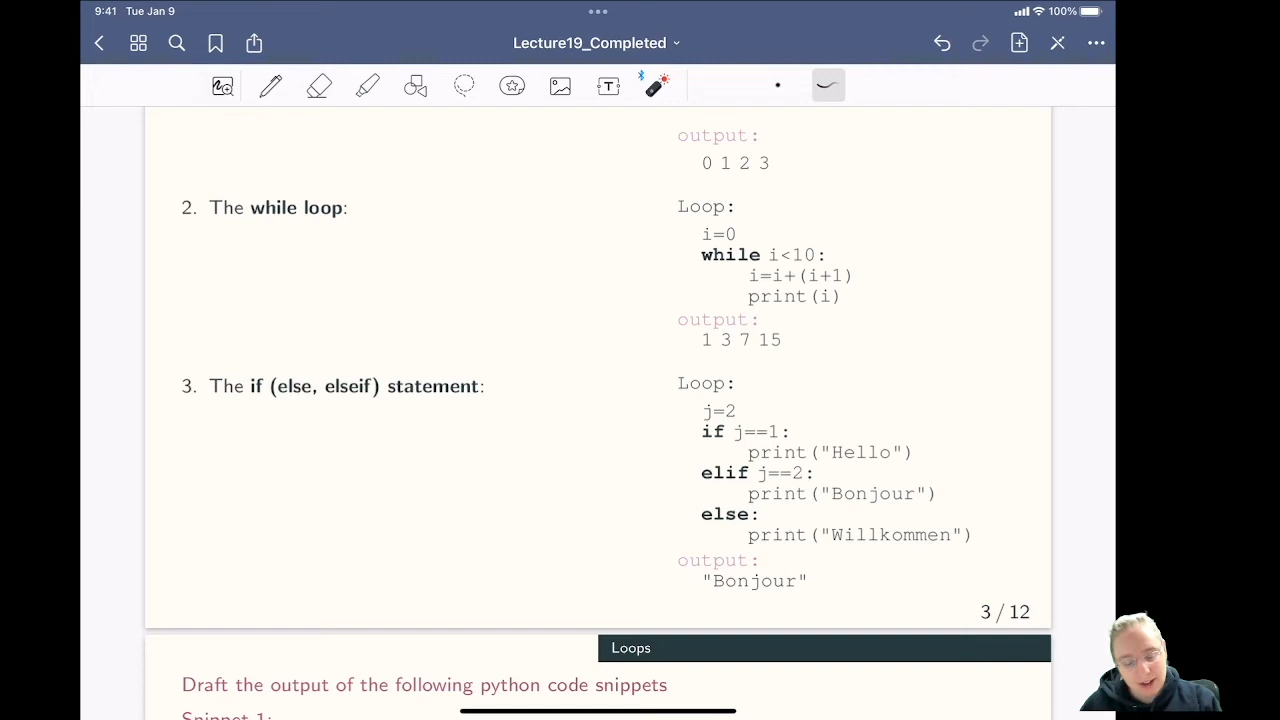 9:41 Tue Jan 9
100%
Lecture19_Completed
T
output:
0 1 2 3
2. The while loop:
Loop:
i=0
while i<10:
i=i+(i+1)
print(i)
output:
1 3 7 15
3. The if (else, elseif) statement:
Loop:
j=2
if j==1:
print("Hello")
elif j==2:
print("Bonjour")
else:
print("Willkommen")
output:
"Bonjour"
3 / 12
Loops
Draft the output of the following python code snippets
Snippet 1: